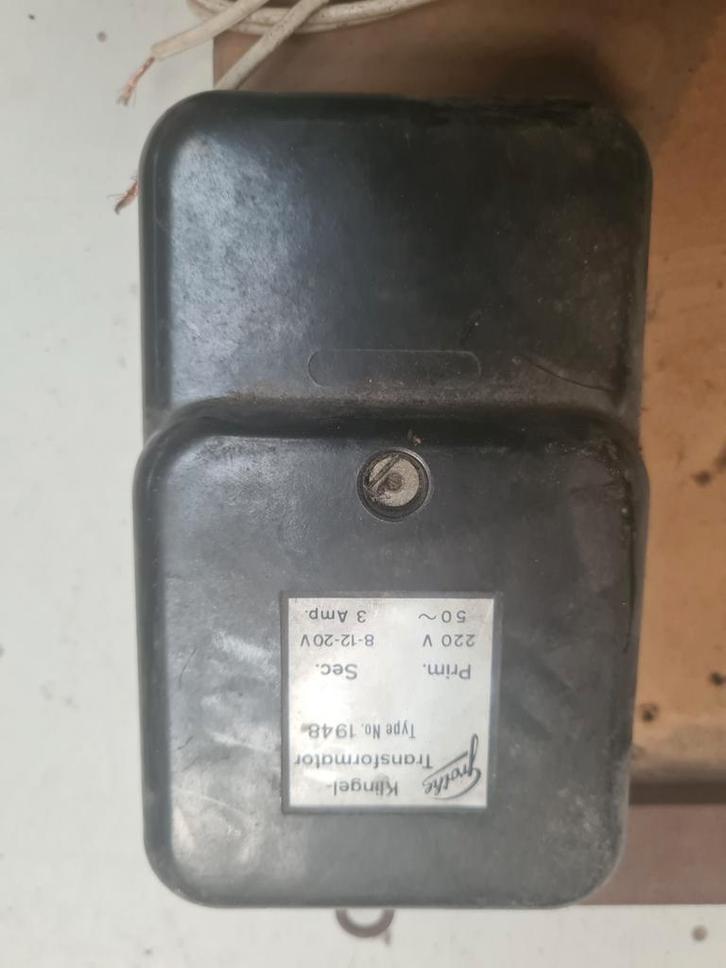 Grothe
Klingel-
Transformator
Type No. 1948
Prim. Sec.
220 V 8-12-20V
50 ~ 3 Amp.